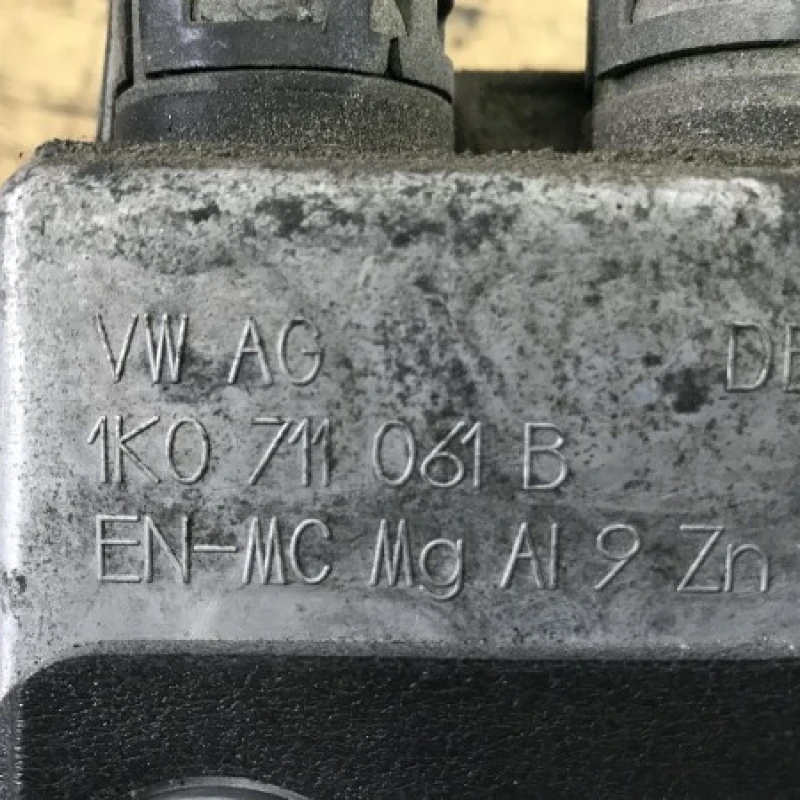 VW AG
1K0 711 061 B
EN-MC Mg Al 9 Zn